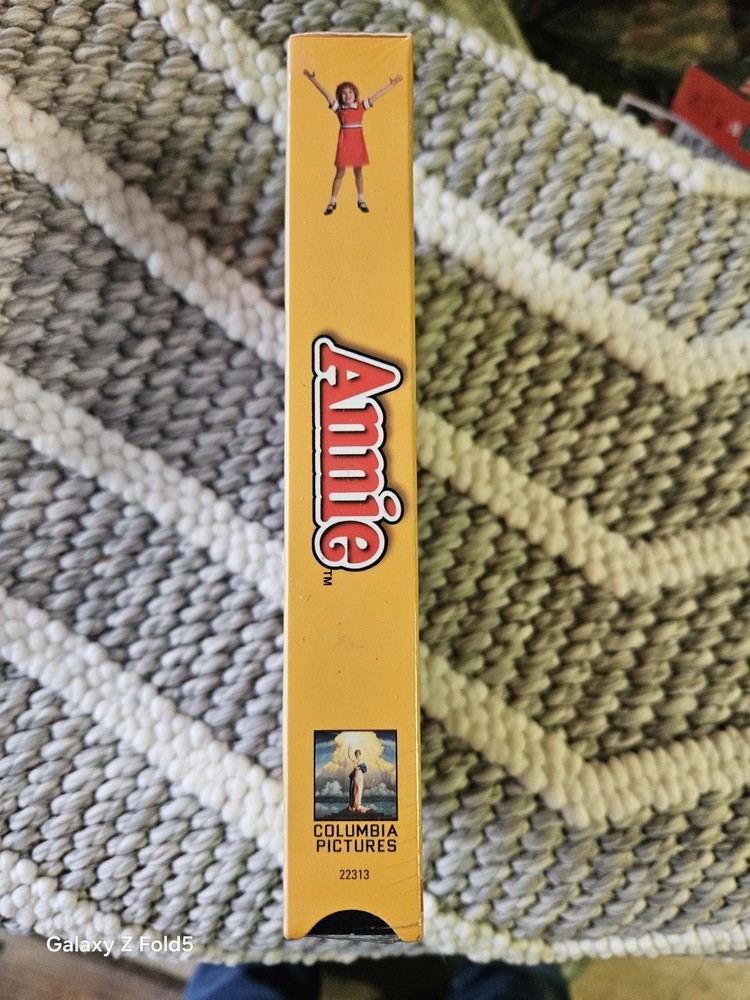 Annie
TM
COLUMBIA
PICTURES
22313
Galaxy Z Fold5